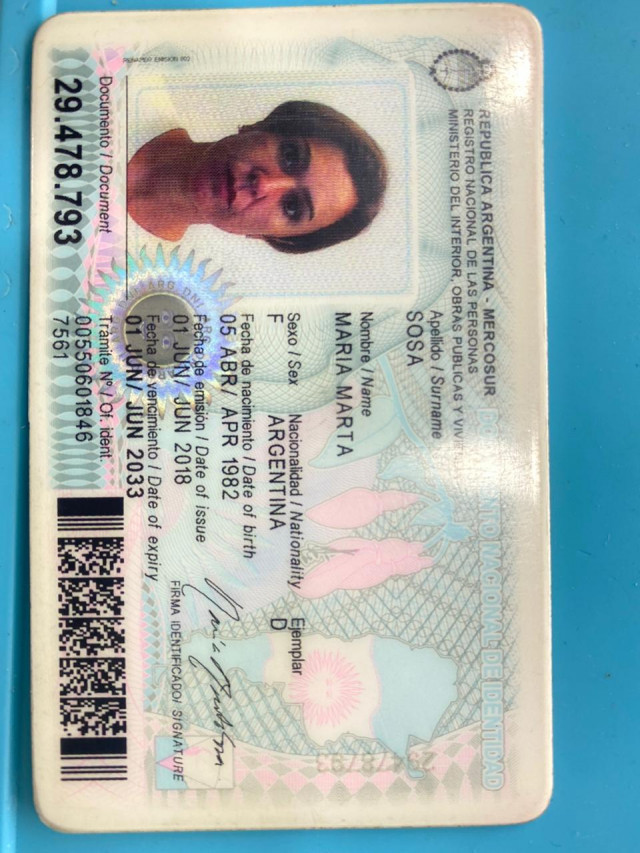 REPUBLICA ARGENTINA - MERCOSUR
REGISTRO NACIONAL DE LAS PERSONAS
MINISTERIO DEL INTERIOR, OBRAS PUBLICAS Y
NACIONAL DE IDENTIDAD
Apellido / Surname
SOSA
Nombre / Name
MARIA MARTA
Sexo / Sex Nacionalidad / Nationality Ejemplar
F ARGENTINA D
Fecha de nacimiento / Date of birth
05 ABR/ APR 1982
Fecha de emisión / Date of issue
01 JUN/ JUN 2018
Fecha de vencimiento / Date of expiry
01 JUN/ JUN 2033
FIRMA IDENTIFICADO/ SIGNATURE
Documento / Document
29.478.793
Trámite N° / Of. ident.
00550601846
7561